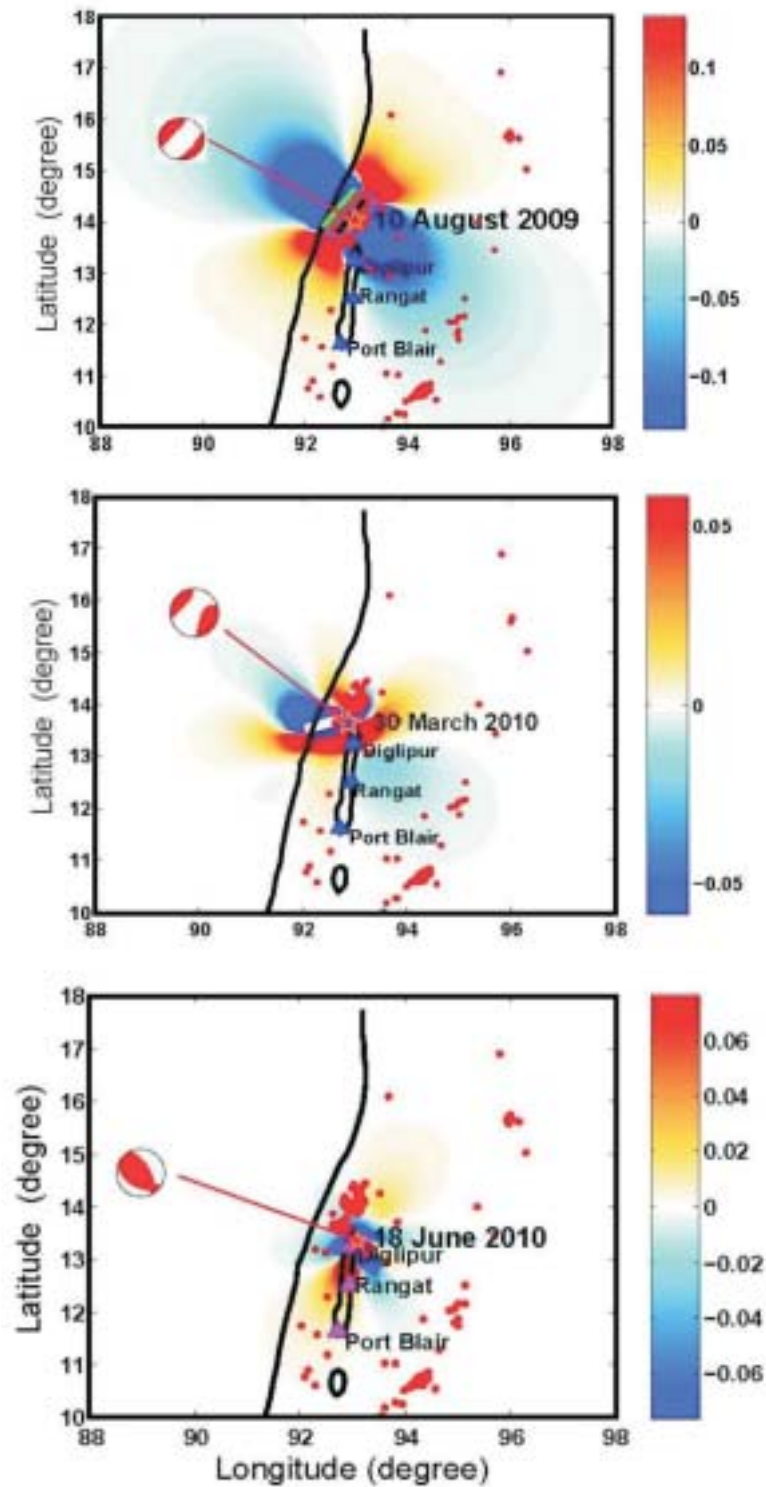 18
17
16
15
14
13
12
11
10
Latitude (degree)
10 August 2009
Diglipur
Rangat
Port Blair
88 90 92 94 96 98
0.1
0.05
0
−0.05
−0.1
18
17
16
15
14
13
12
11
10
Latitude (degree)
30 March 2010
Diglipur
Rangat
Port Blair
88 90 92 94 96 98
0.05
0
−0.05
18
17
16
15
14
13
12
11
10
Latitude (degree)
18 June 2010
Diglipur
Rangat
Port Blair
88 90 92 94 96 98
Longitude (degree)
0.06
0.04
0.02
0
−0.02
−0.04
−0.06